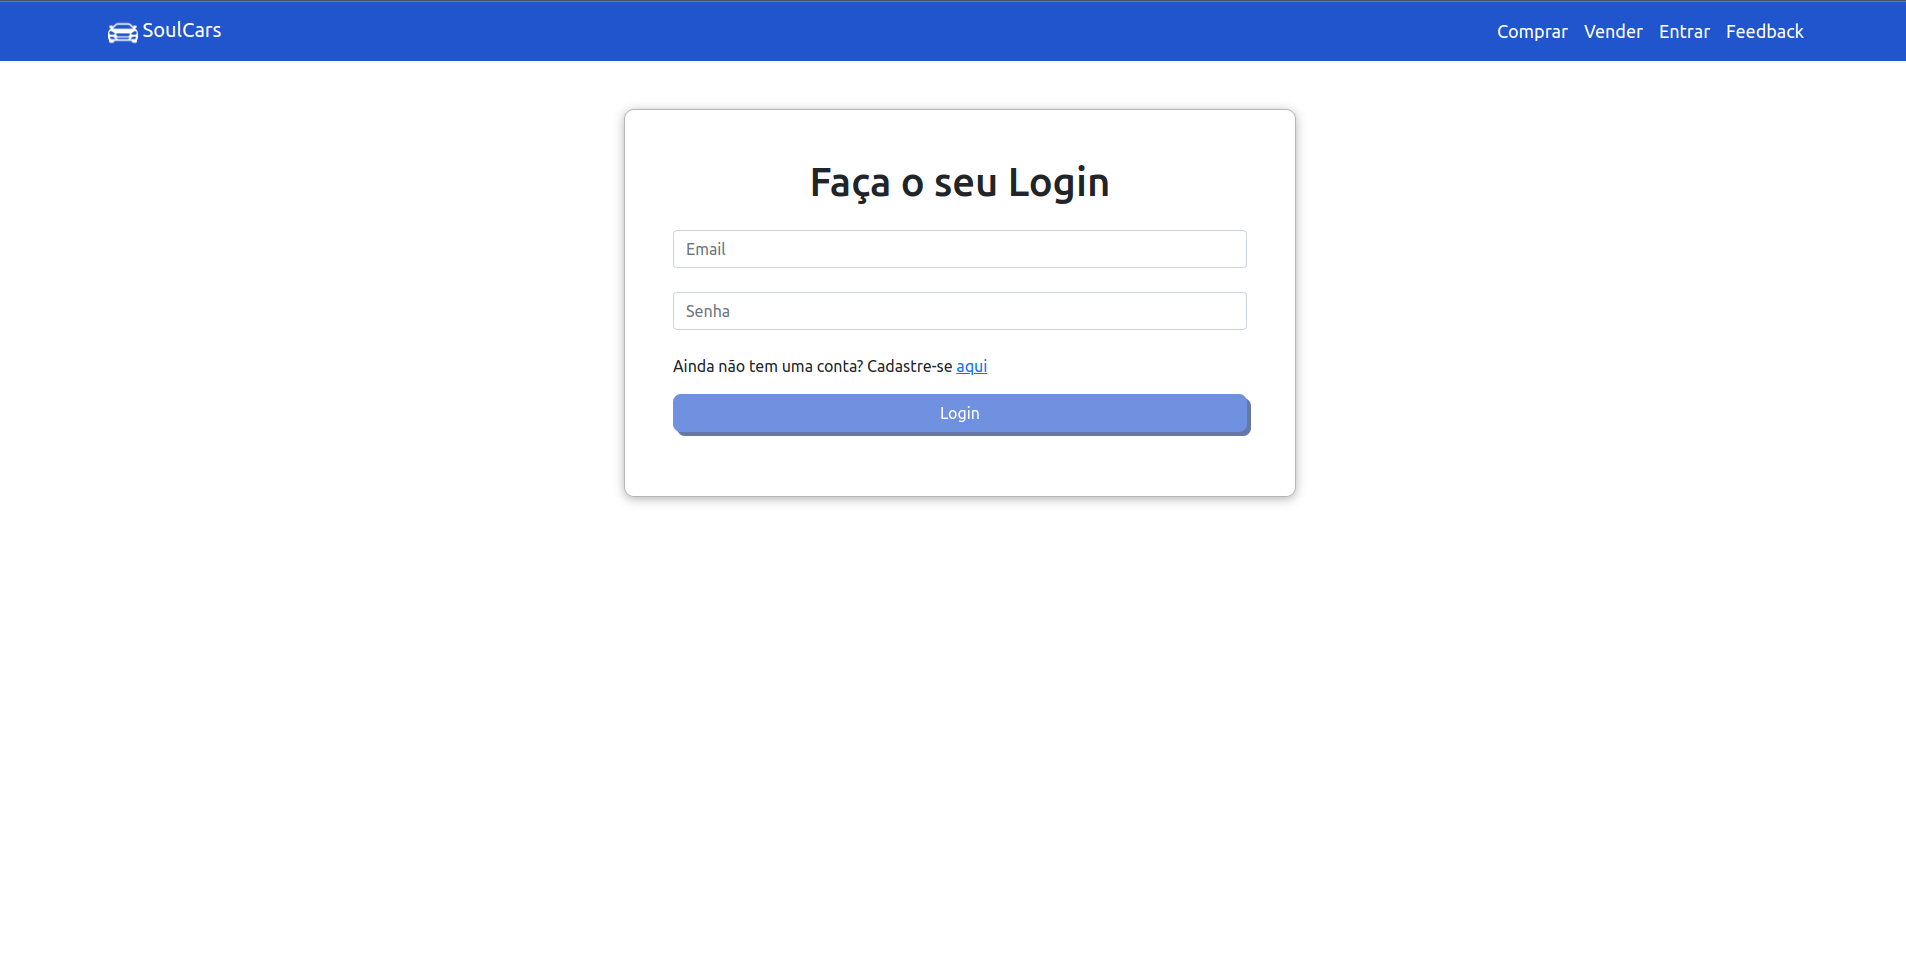 SoulCars
Comprar Vender Entrar Feedback
Faça o seu Login
Email
Senha
Ainda não tem uma conta? Cadastre-se aqui
Login